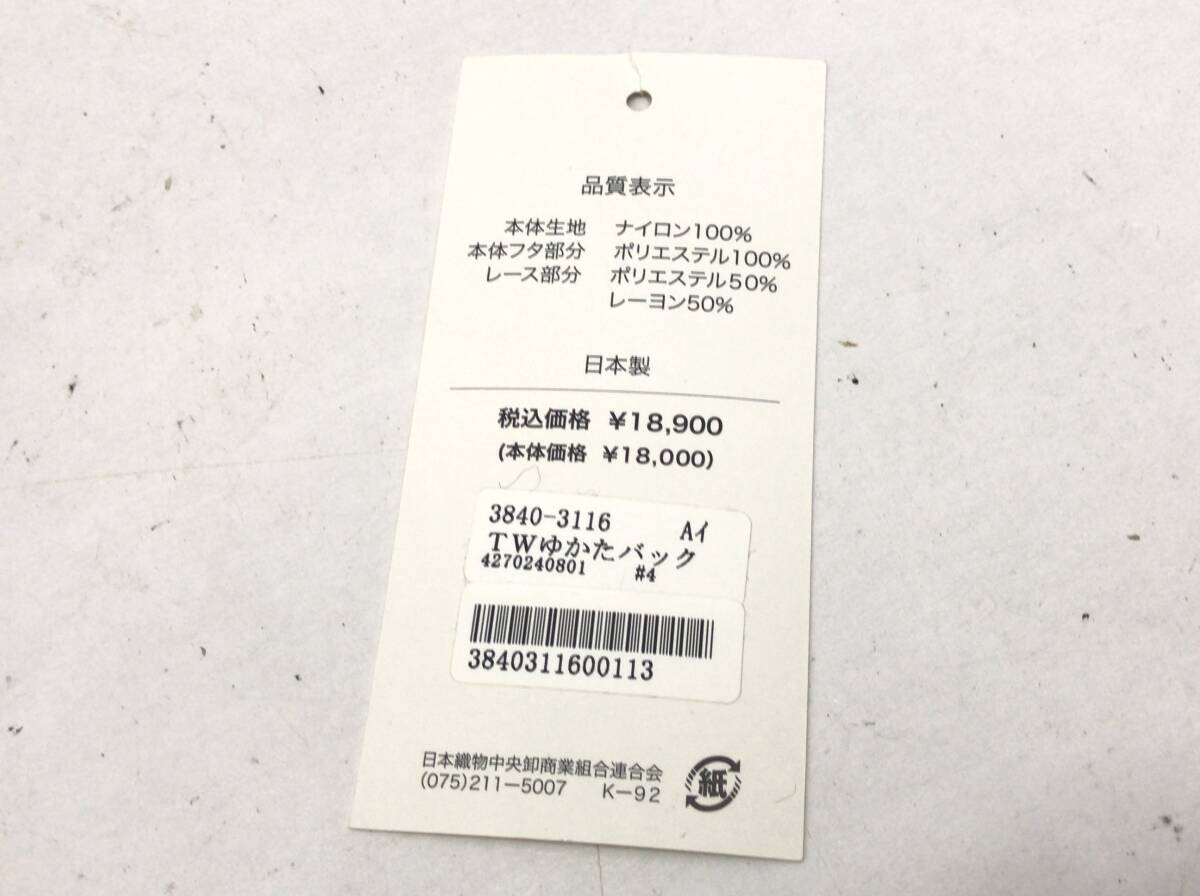 品質表示
本体生地 ナイロン100%
本体フタ部分 ポリエステル100%
レース部分 ポリエステル50%
レーヨン50%
日本製
税込価格 ¥18,900
(本体価格 ¥18,000)
3840-3116 Aイ
TWゆかたバック
4270240801 #4
3840311600113
日本織物中央卸商業組合連合会
(075)211-5007 K-92
紙